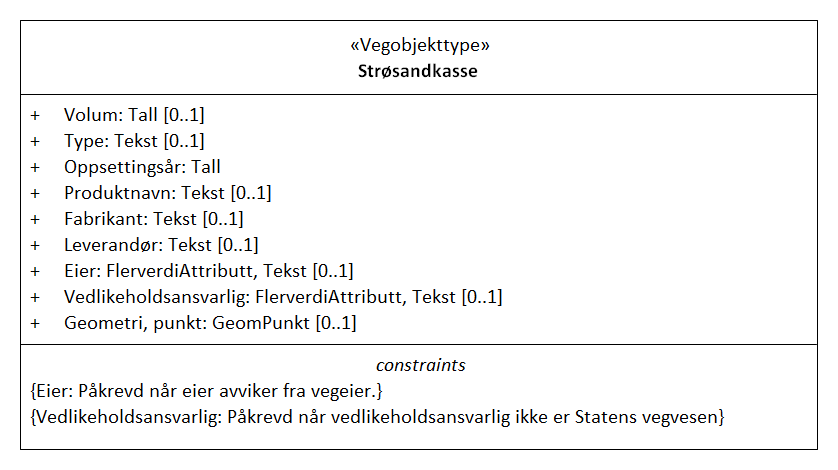 «Vegobjekttype»
Strøsandkasse
+ Volum: Tall [0..1]
+ Type: Tekst [0..1]
+ Oppsettingsår: Tall
+ Produktnavn: Tekst [0..1]
+ Fabrikant: Tekst [0..1]
+ Leverandør: Tekst [0..1]
+ Eier: FlerverdiAttributt, Tekst [0..1]
+ Vedlikeholdsansvarlig: FlerverdiAttributt, Tekst [0..1]
+ Geometri, punkt: GeomPunkt [0..1]
constraints
{Eier: Påkrevd når eier avviker fra vegeier.}
{Vedlikeholdsansvarlig: Påkrevd når vedlikeholdsansvarlig ikke er Statens vegvesen}